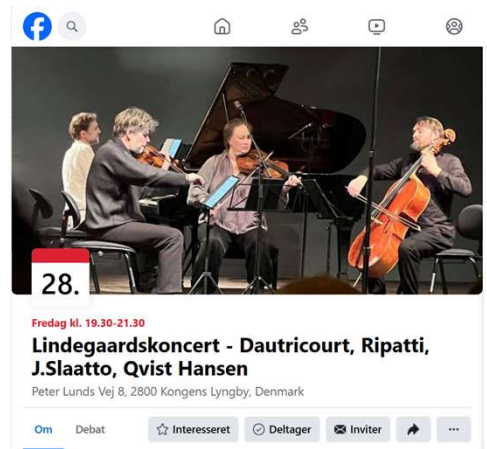 28.
Fredag kl. 19.30-21.30
Lindegaardskoncert - Dautricourt, Ripatti,
J.Slaatto, Qvist Hansen
Peter Lunds Vej 8, 2800 Kongens Lyngby, Denmark
Om Debat Interesseret Deltager Inviter